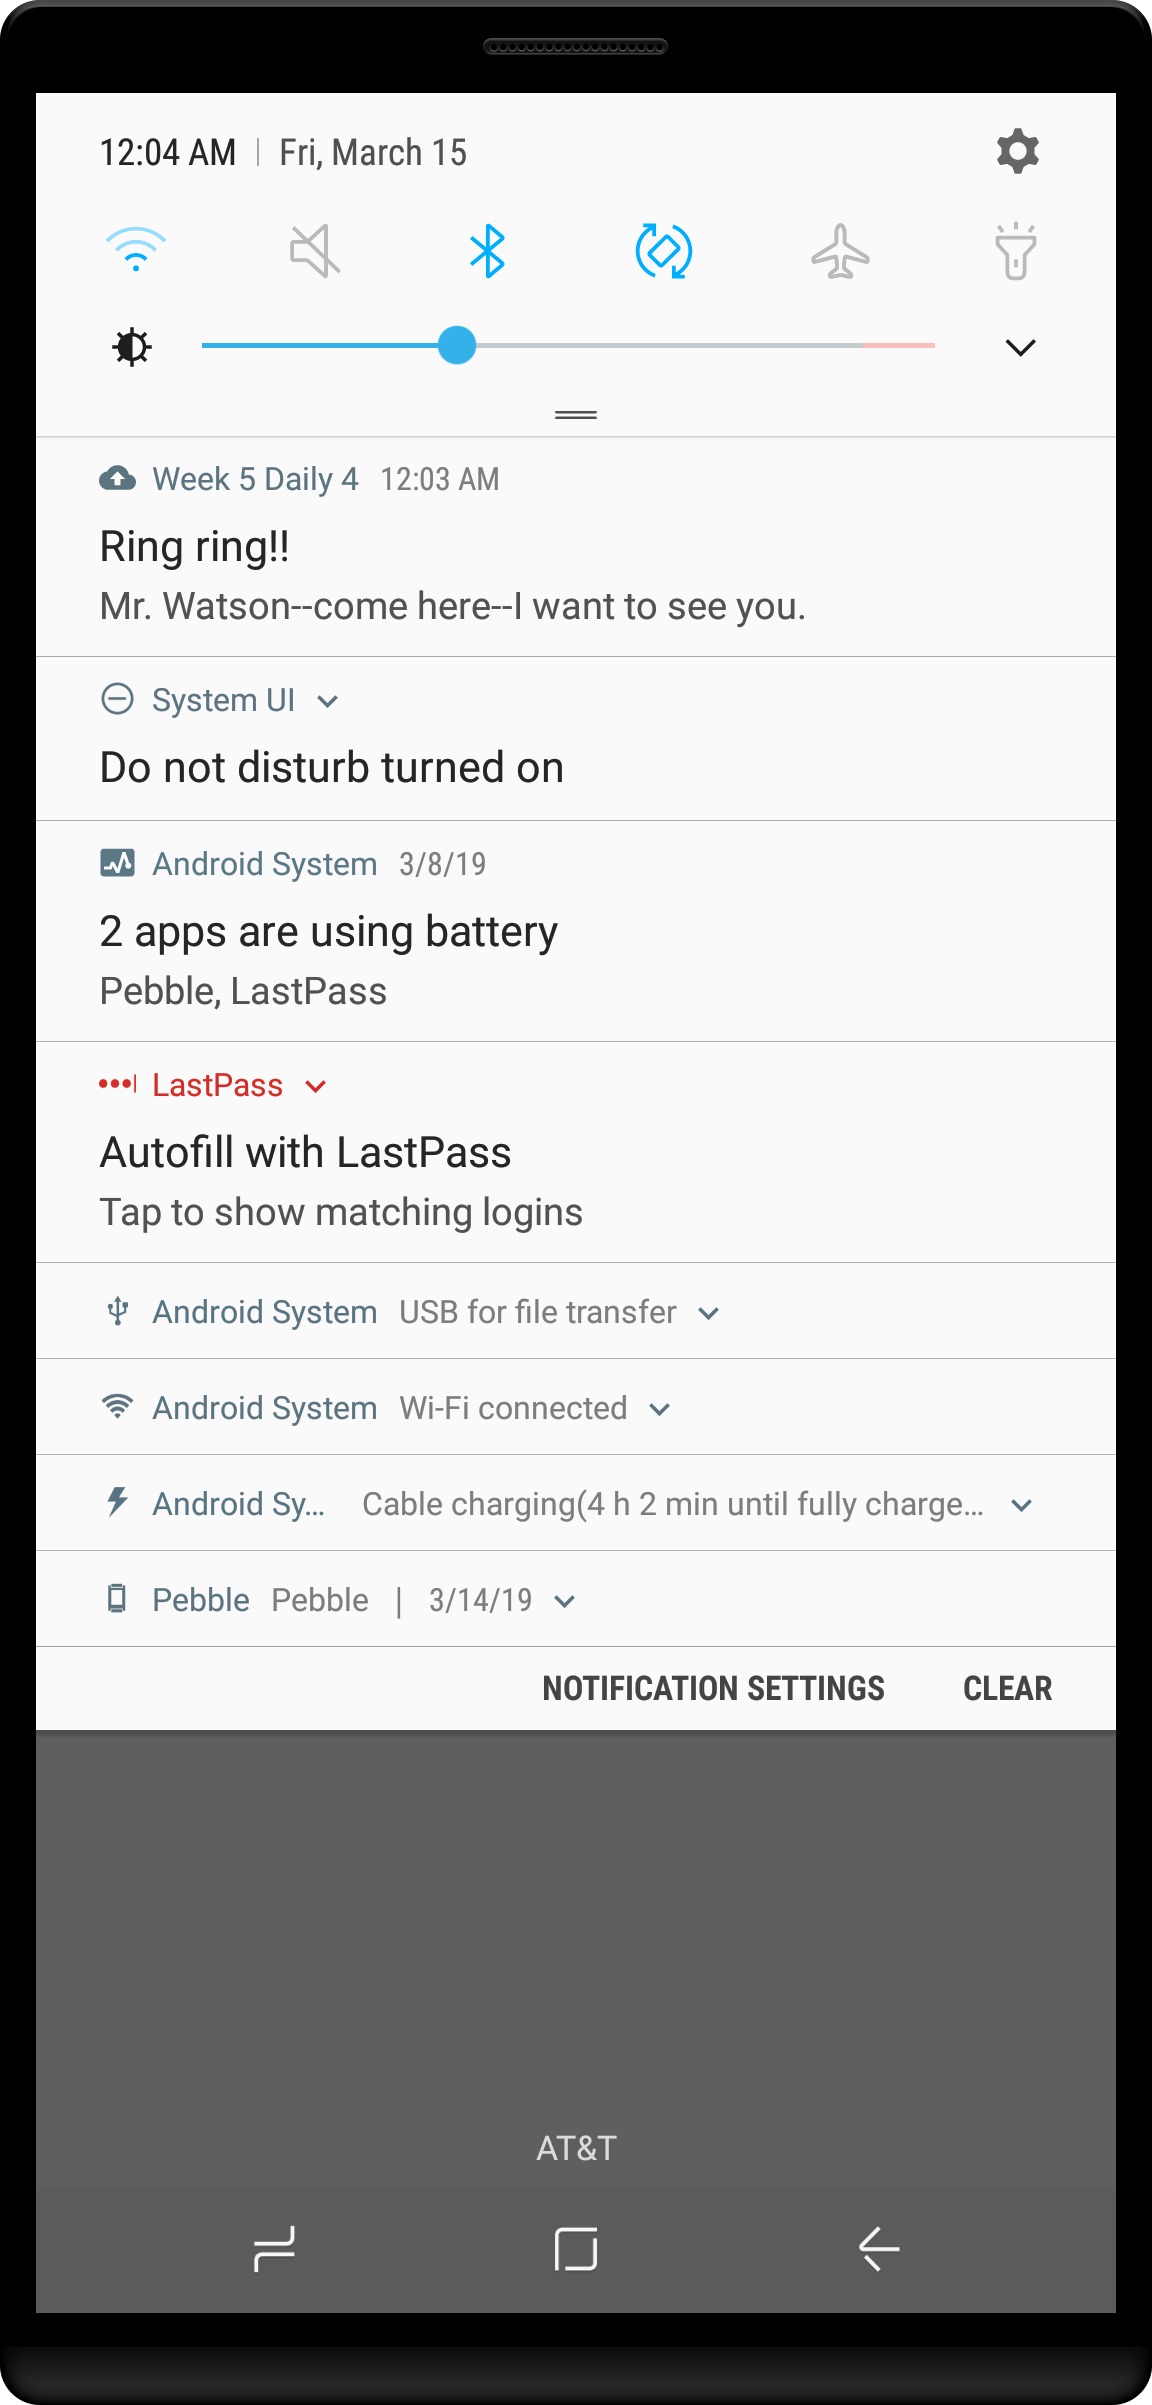 12:04 AM | Fri, March 15
Week 5 Daily 4 12:03 AM
Ring ring!!
Mr. Watson--come here--I want to see you.
System UI
Do not disturb turned on
Android System 3/8/19
2 apps are using battery
Pebble, LastPass
LastPass
Autofill with LastPass
Tap to show matching logins
Android System USB for file transfer
Android System Wi-Fi connected
Android Sy... Cable charging(4 h 2 min until fully charge...
Pebble Pebble | 3/14/19
NOTIFICATION SETTINGS CLEAR
AT&T